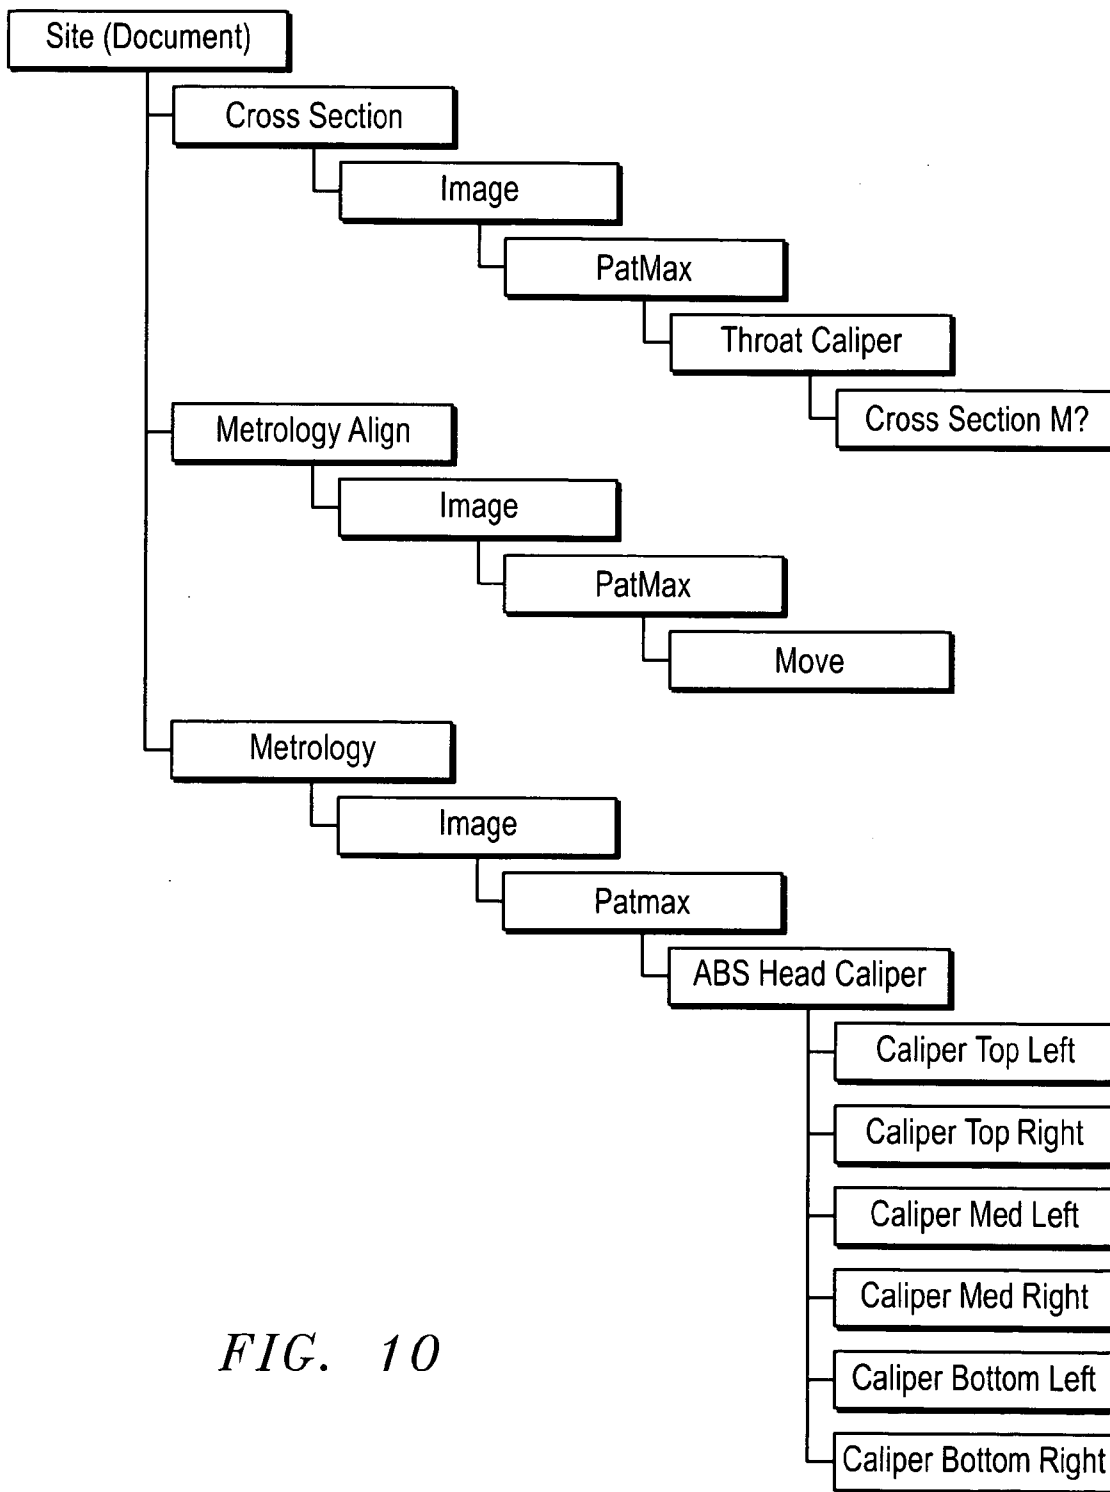 Site (Document)
Cross Section
Image
PatMax
Throat Caliper
Cross Section M?
Metrology Align
Image
PatMax
Move
Metrology
Image
Patmax
ABS Head Caliper
Caliper Top Left
Caliper Top Right
Caliper Med Left
Caliper Med Right
Caliper Bottom Left
Caliper Bottom Right
FIG. 10